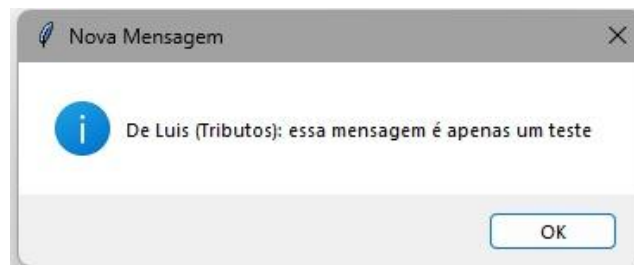 Nova Mensagem
De Luis (Tributos): essa mensagem é apenas um teste
OK